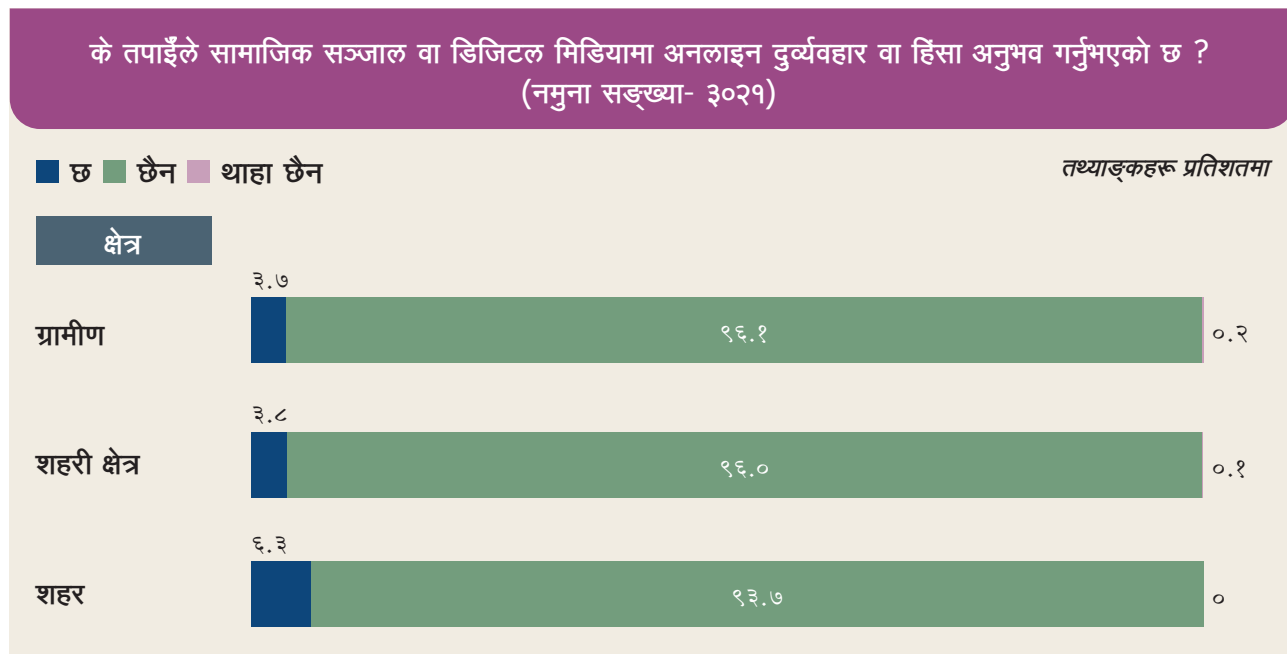 के तपाईँले सामाजिक सञ्जाल वा डिजिटल मिडियामा अनलाइन दुर्व्यवहार वा हिंसा अनुभव गर्नुभएको छ ?
(नमुना सङ्ख्या- ३०२१)
छ छैन थाहा छैन
तथ्याङ्कहरू प्रतिशतमा
क्षेत्र
३.७
ग्रामीण ९६.१ ०.२
३.८
शहरी क्षेत्र ९६.० ०.१
६.३
शहर ९३.७ ०